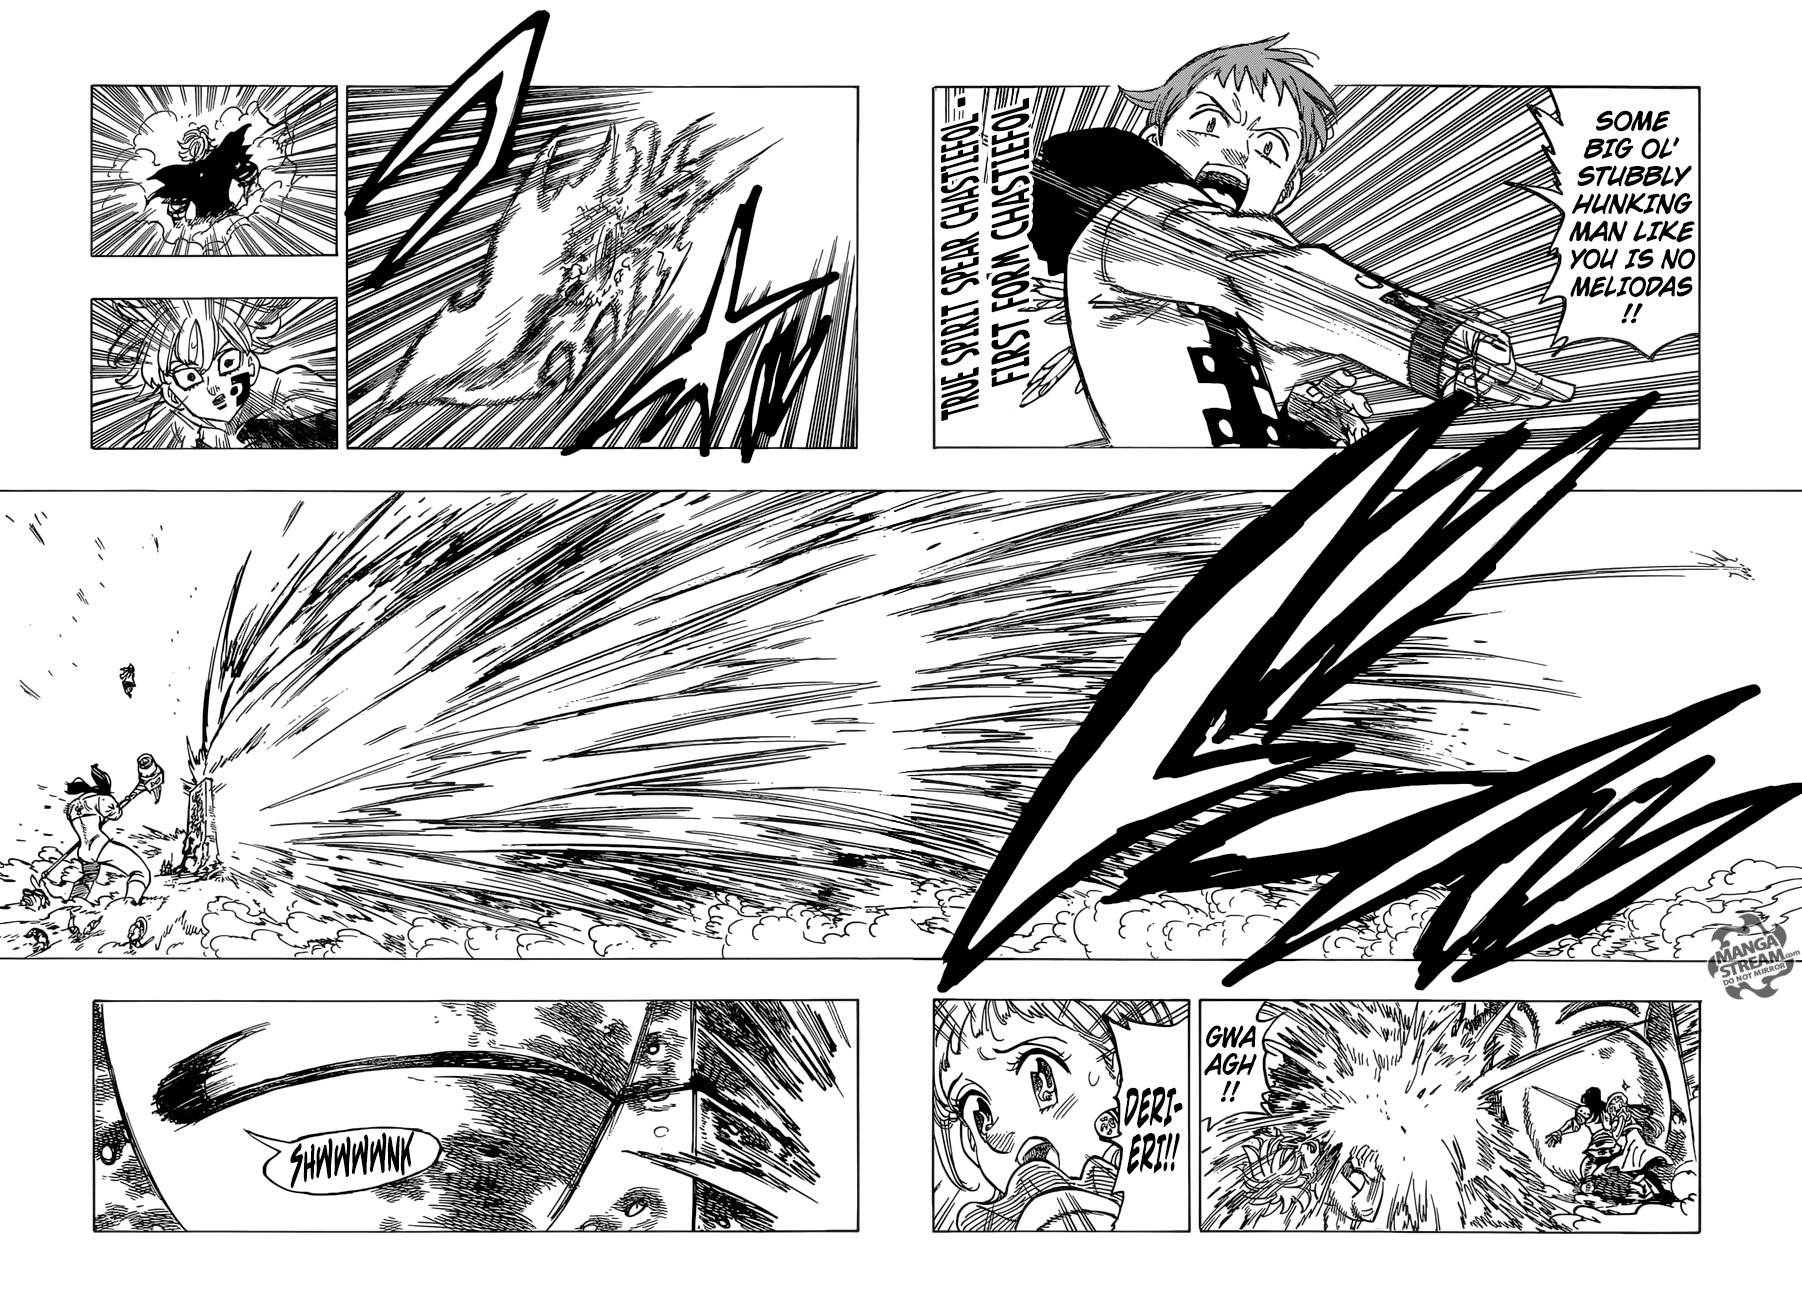 SOME
BIG OL'
STUBBLY
HUNKING
MAN LIKE
YOU IS NO
MELIODAS
!!
TRUE SPIRIT SPEAR CHASTIEFOL -
FIRST FORM CHASTIEFOL
GWA
AGH
!!
DERI-
ERI!!
SHWWWWNK
MANGA
STREAM.com
DO NOT MIRROR